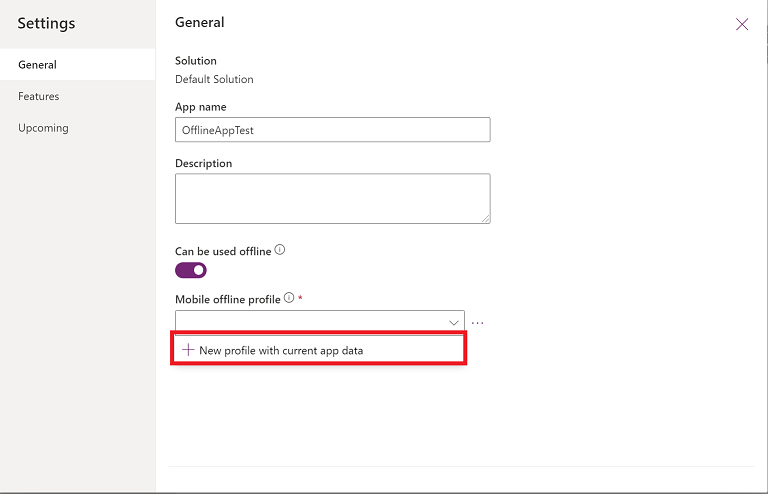 Settings
General
Features
Upcoming
General
Solution
Default Solution
App name
OfflineAppTest
Description
Can be used offline
Mobile offline profile *
New profile with current app data